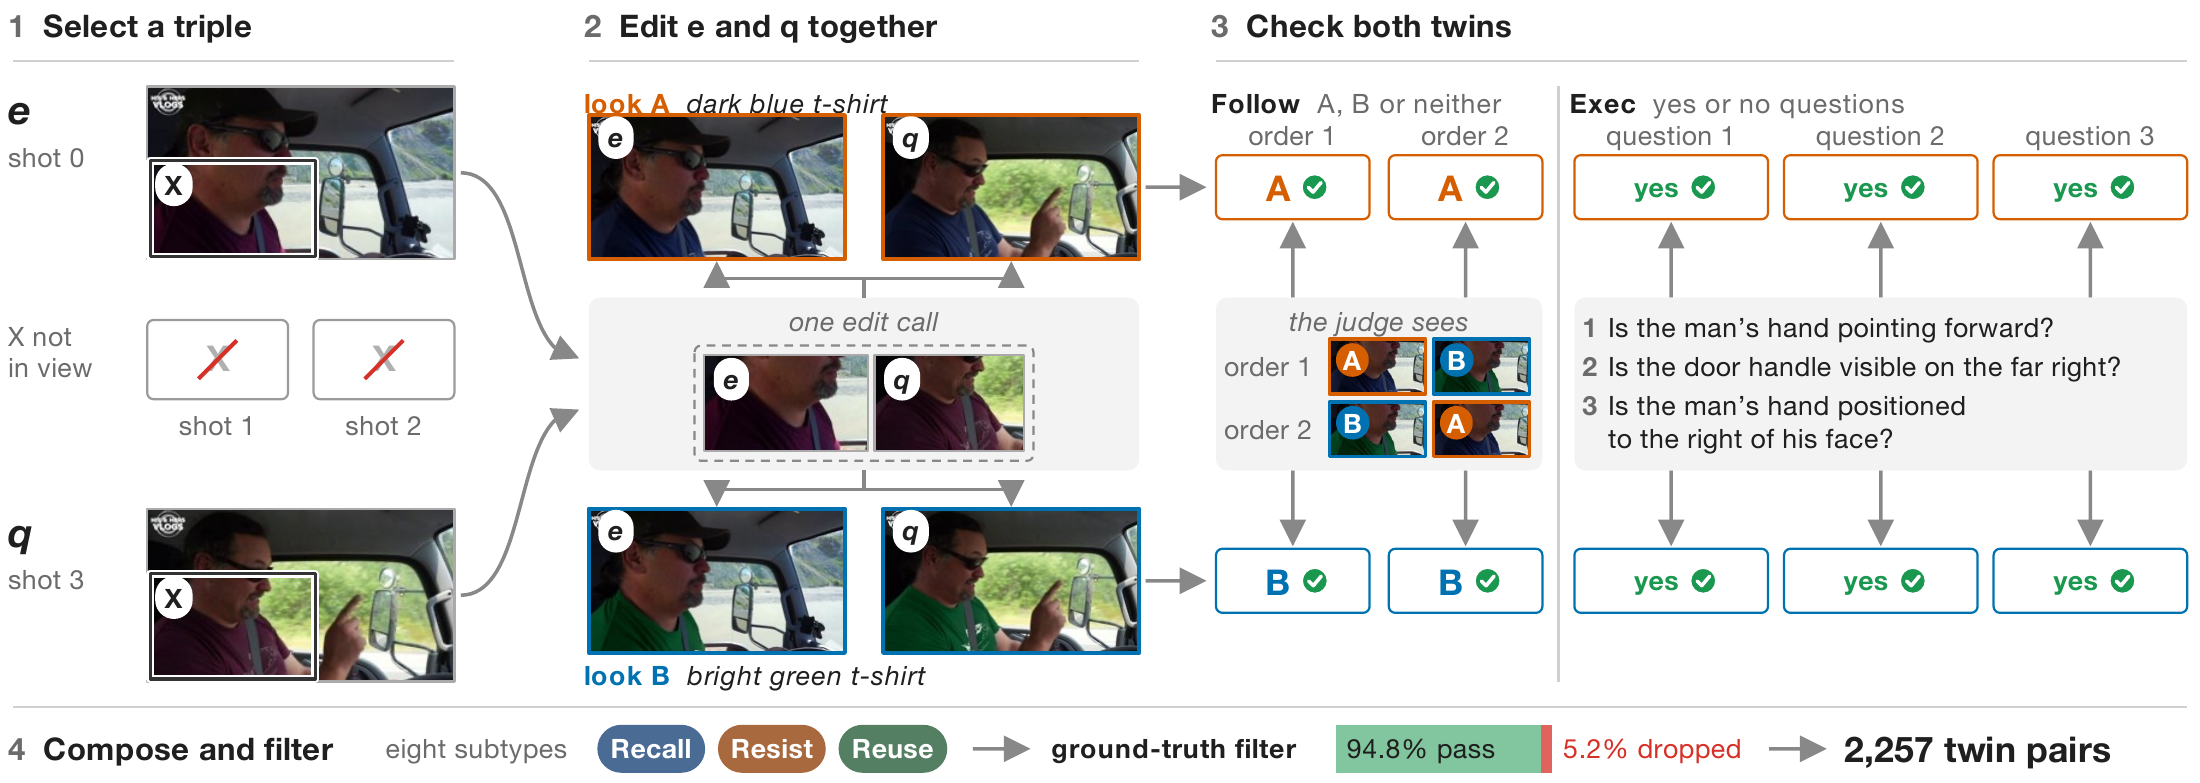 1 Select a triple
e
shot 0
X
X not
in view
X
X
shot 1
shot 2
q
shot 3
X
2 Edit e and q together
look A dark blue t-shirt
e
q
one edit call
e
q
e
q
look B bright green t-shirt
3 Check both twins
Follow A, B or neither
order 1
order 2
A
A
the judge sees
order 1
A
B
order 2
B
A
B
B
Exec yes or no questions
question 1
question 2
question 3
yes
yes
yes
1 Is the man's hand pointing forward?
2 Is the door handle visible on the far right?
3 Is the man's hand positioned
to the right of his face?
yes
yes
yes
4 Compose and filter
eight subtypes
Recall
Resist
Reuse
ground-truth filter
94.8% pass
5.2% dropped
2,257 twin pairs